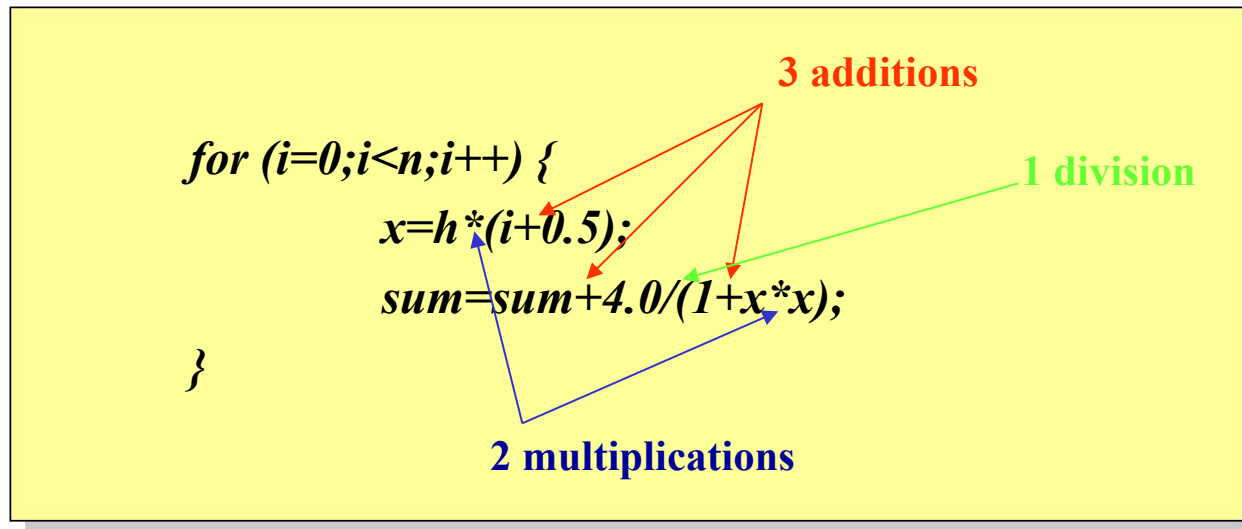 3 additions
for (i=0;i<n;i++) {
1 division
x=h*(i+0.5);
sum=sum+4.0/(1+x*x);
}
2 multiplications